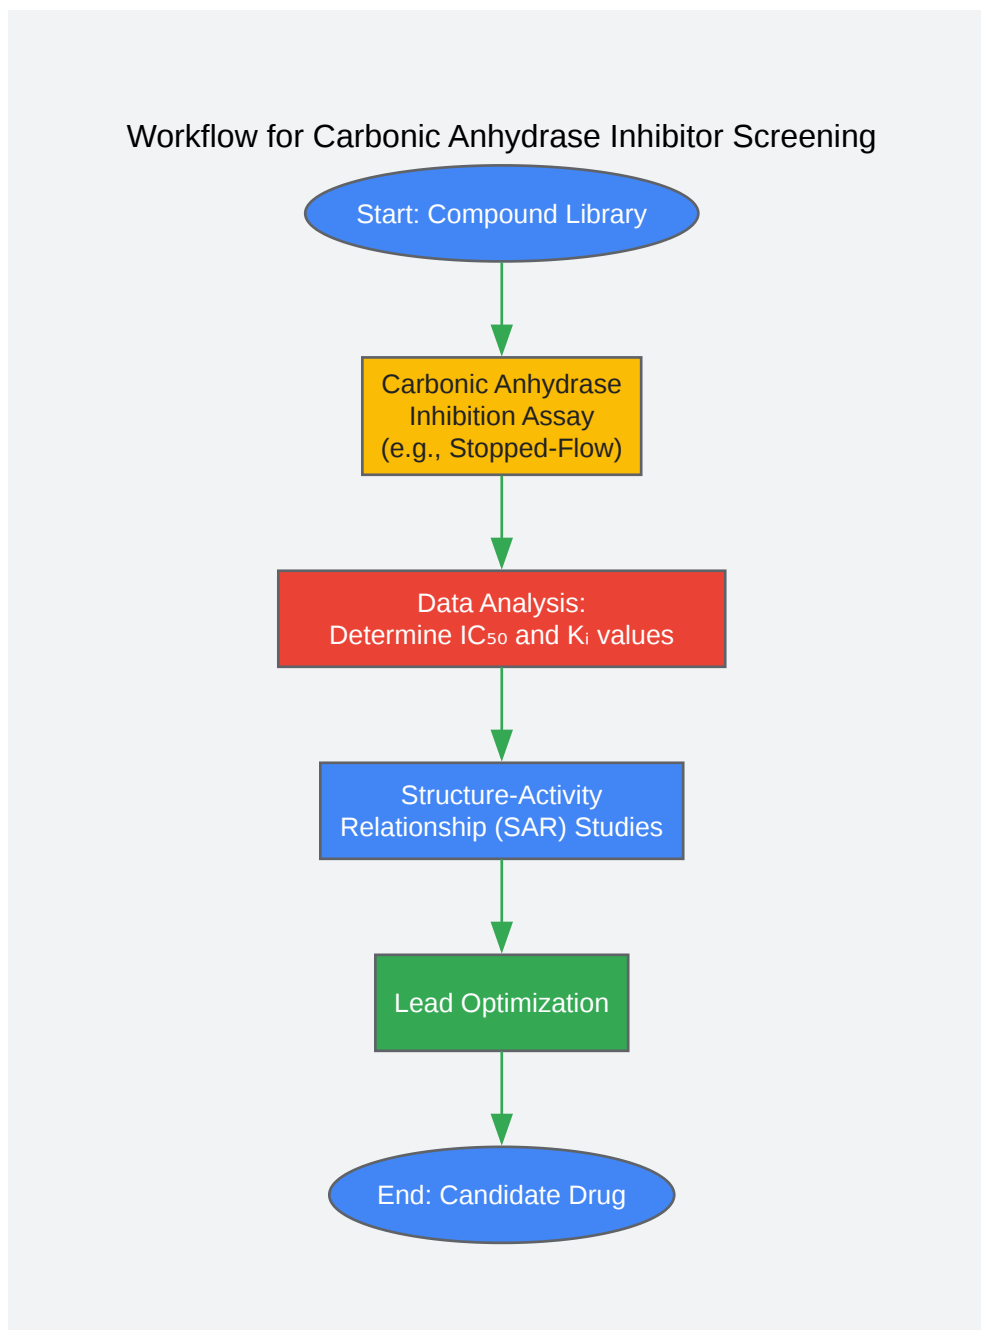 Workflow for Carbonic Anhydrase Inhibitor Screening
Start: Compound Library
Carbonic Anhydrase
Inhibition Assay
(e.g., Stopped-Flow)
Data Analysis:
Determine IC₅₀ and Kᵢ values
Structure-Activity
Relationship (SAR) Studies
Lead Optimization
End: Candidate Drug